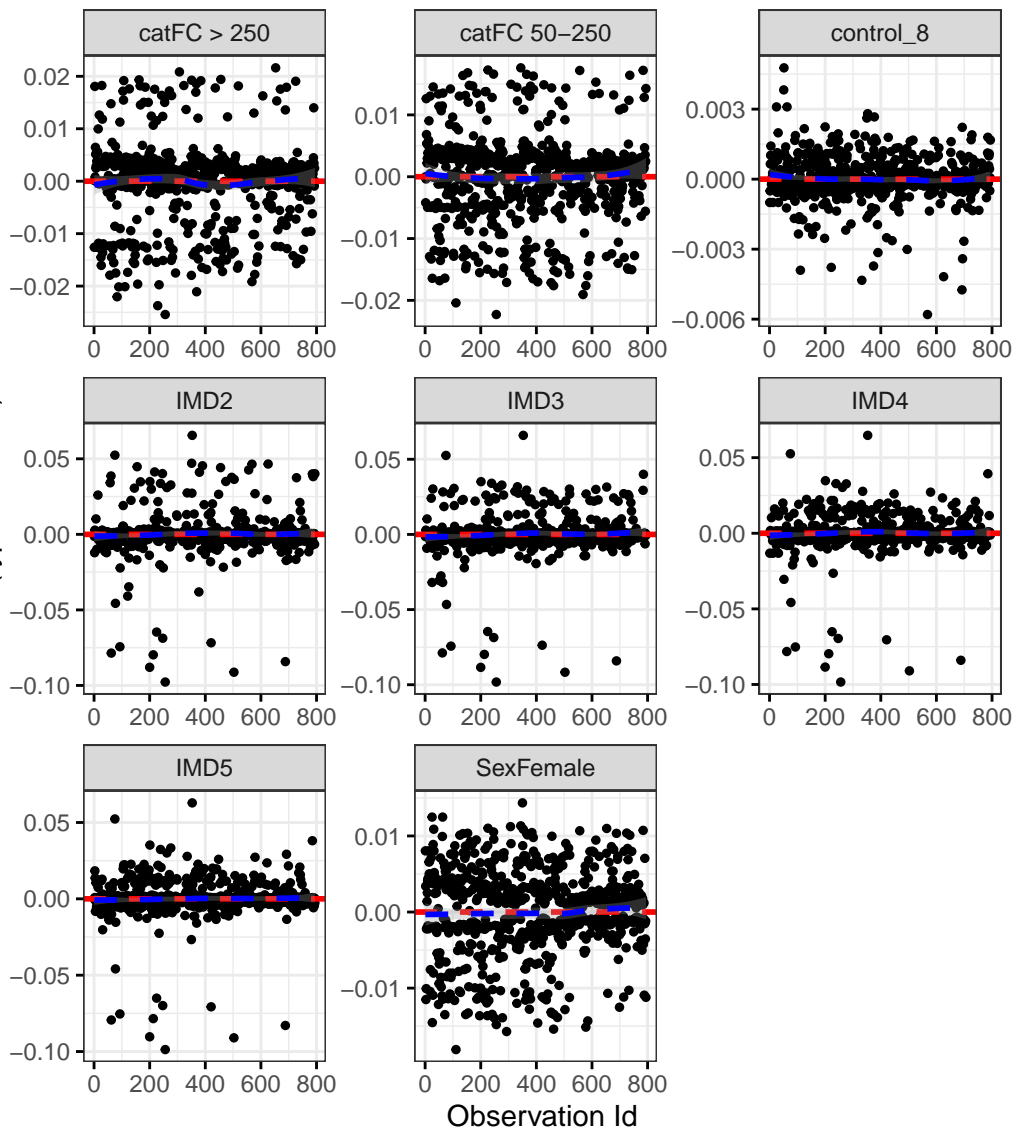 catFC > 250 catFC 50−250 control_8
0.02 0.01 0.00 −0.01 −0.02
0.01 0.00 −0.01 −0.02
0.003 0.000 −0.003 −0.006
0 200 400 600 800 0 200 400 600 800 0 200 400 600 800
IMD2 IMD3 IMD4
0.05 0.00 −0.05 −0.10
0.05 0.00 −0.05 −0.10
0.05 0.00 −0.05 −0.10
0 200 400 600 800 0 200 400 600 800 0 200 400 600 800
IMD5 SexFemale
0.05 0.00 −0.05 −0.10
0.01 0.00 −0.01
0 200 400 600 800 0 200 400 600 800
Observation Id